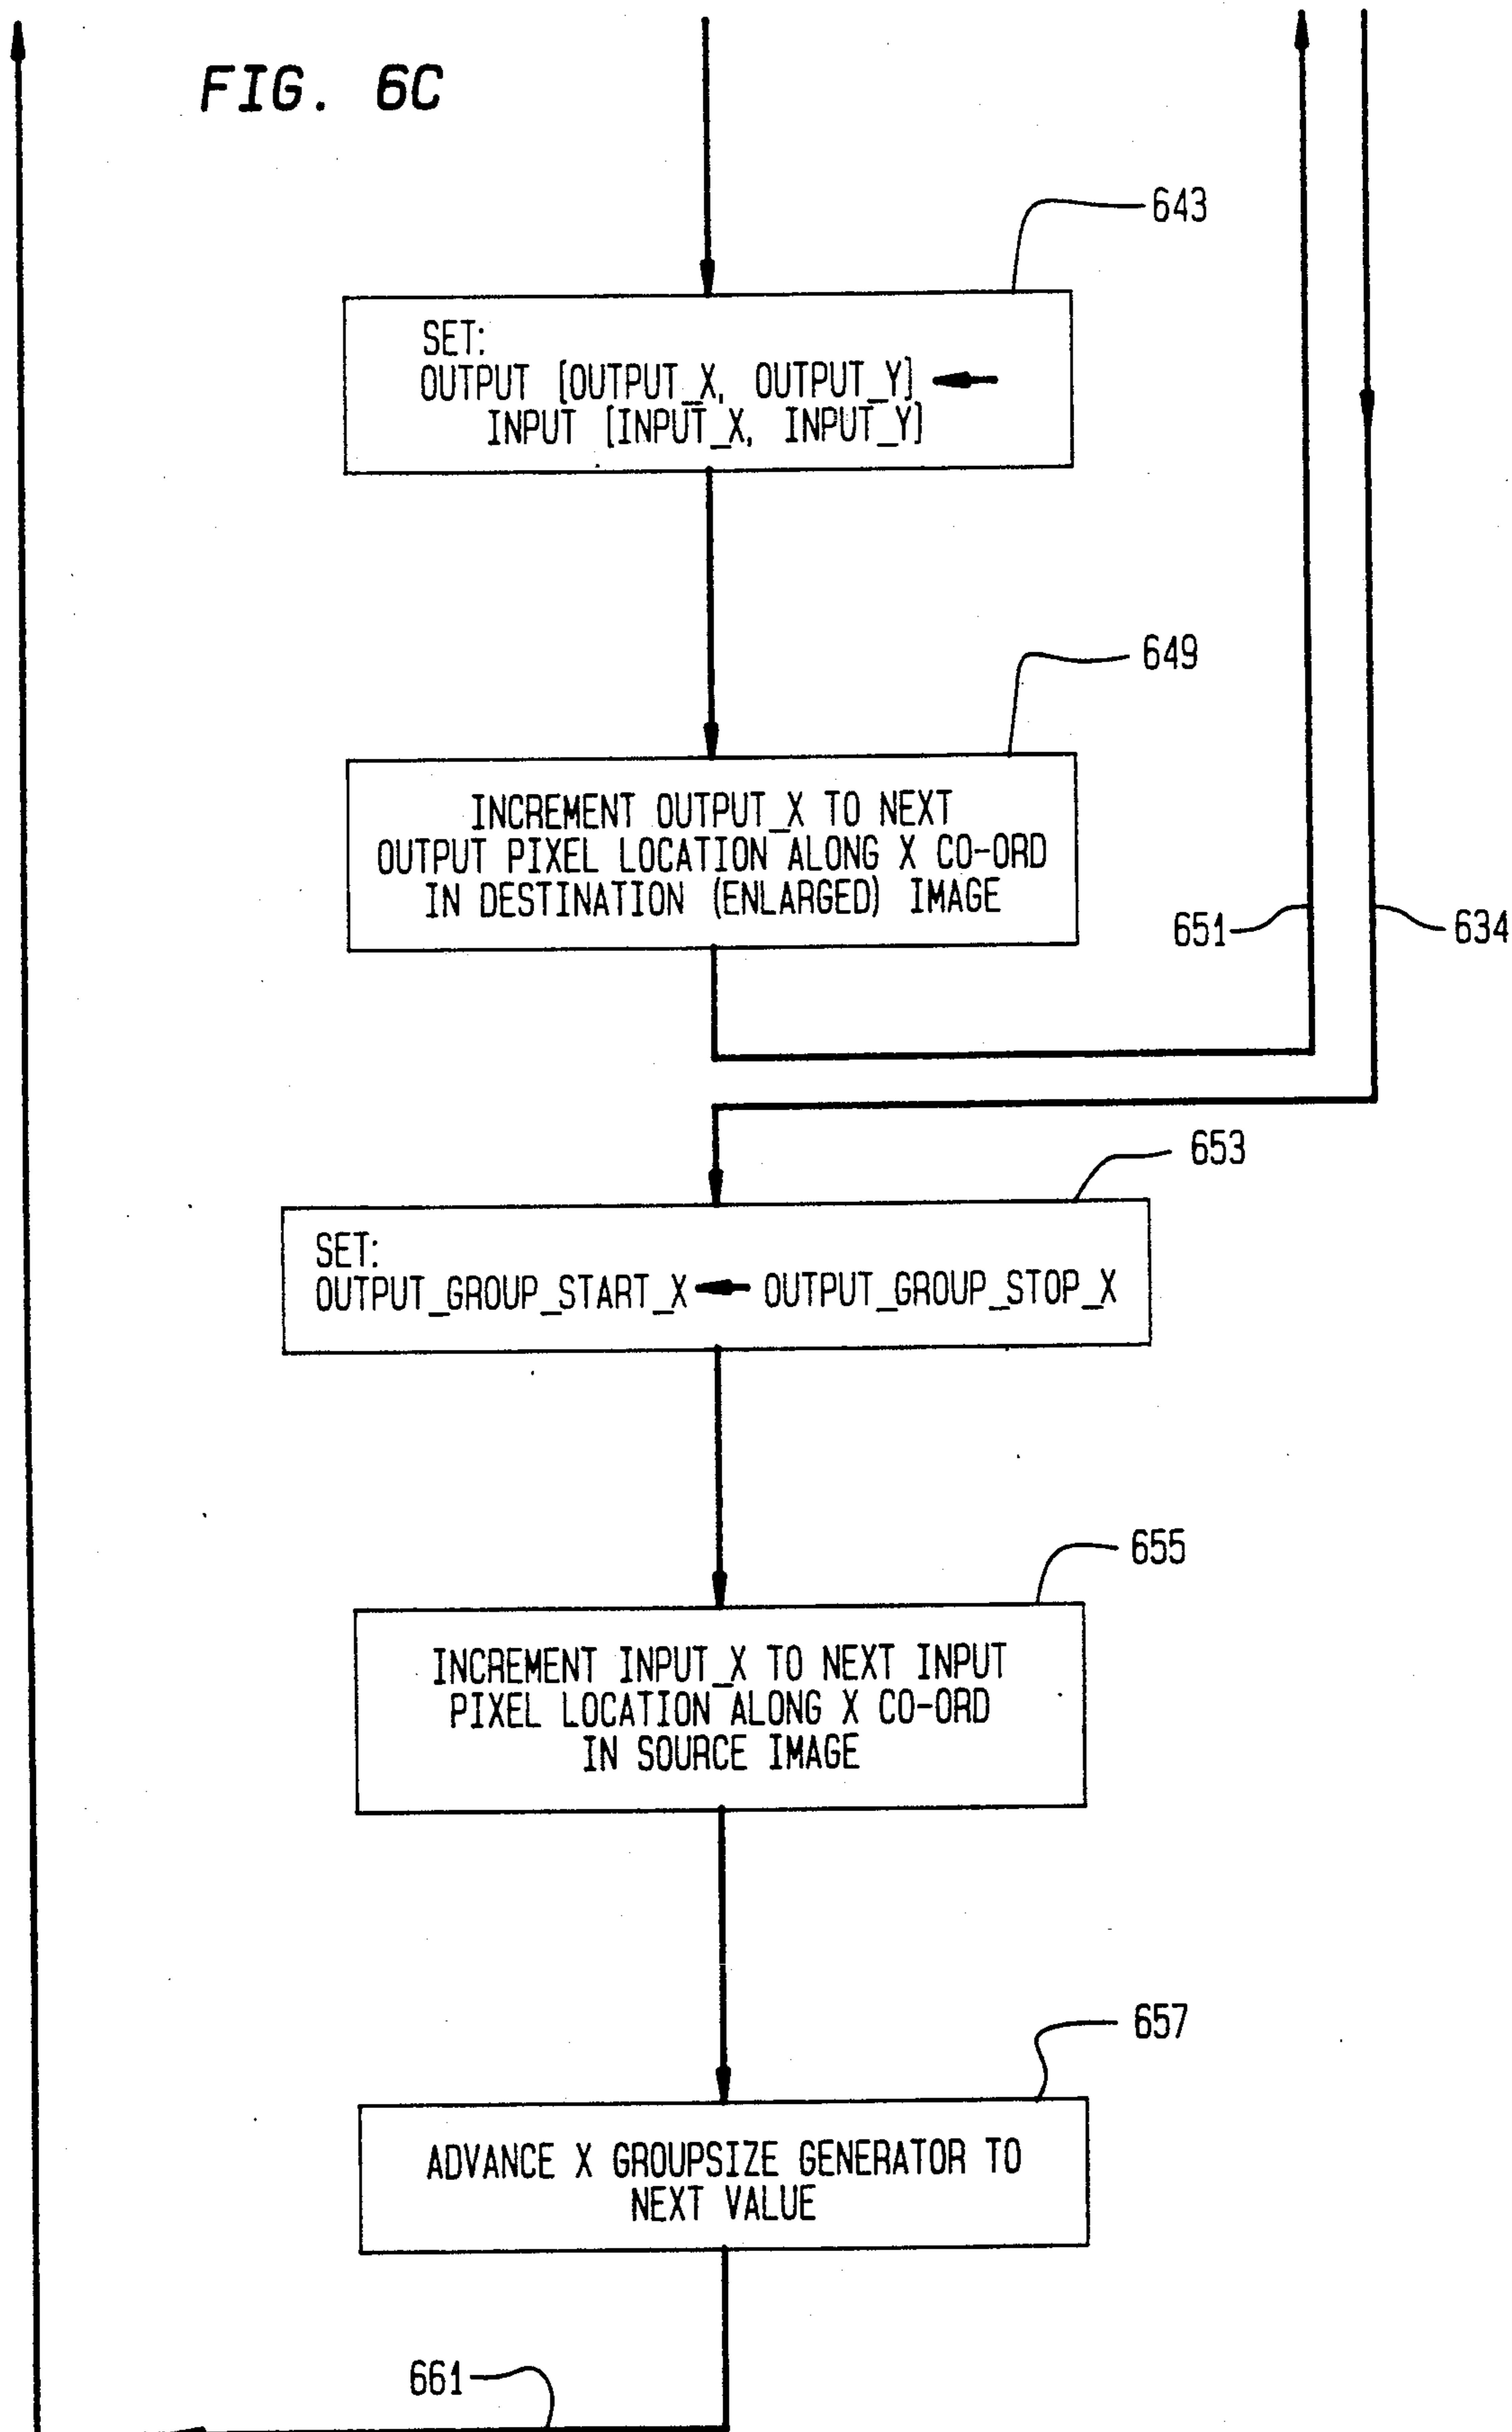 FIG. 6C
643
SET:
OUTPUT [OUTPUT_X, OUTPUT_Y] ←
INPUT [INPUT_X, INPUT_Y]
649
INCREMENT OUTPUT_X TO NEXT
OUTPUT PIXEL LOCATION ALONG X CO-ORD
IN DESTINATION (ENLARGED) IMAGE
651
634
653
SET:
OUTPUT_GROUP_START_X ← OUTPUT_GROUP_STOP_X
655
INCREMENT INPUT_X TO NEXT INPUT
PIXEL LOCATION ALONG X CO-ORD
IN SOURCE IMAGE
657
ADVANCE X GROUPSIZE GENERATOR TO
NEXT VALUE
661